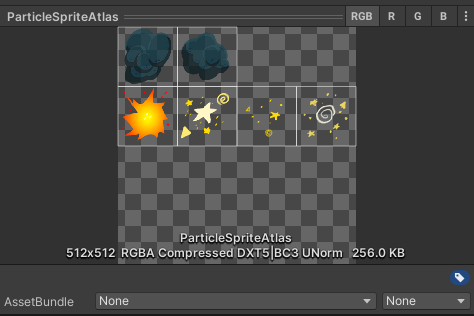 ParticleSpriteAtlas RGB R G B
ParticleSpriteAtlas
512x512 RGBA Compressed DXT5|BC3 UNorm 256.0 KB
AssetBundle None None